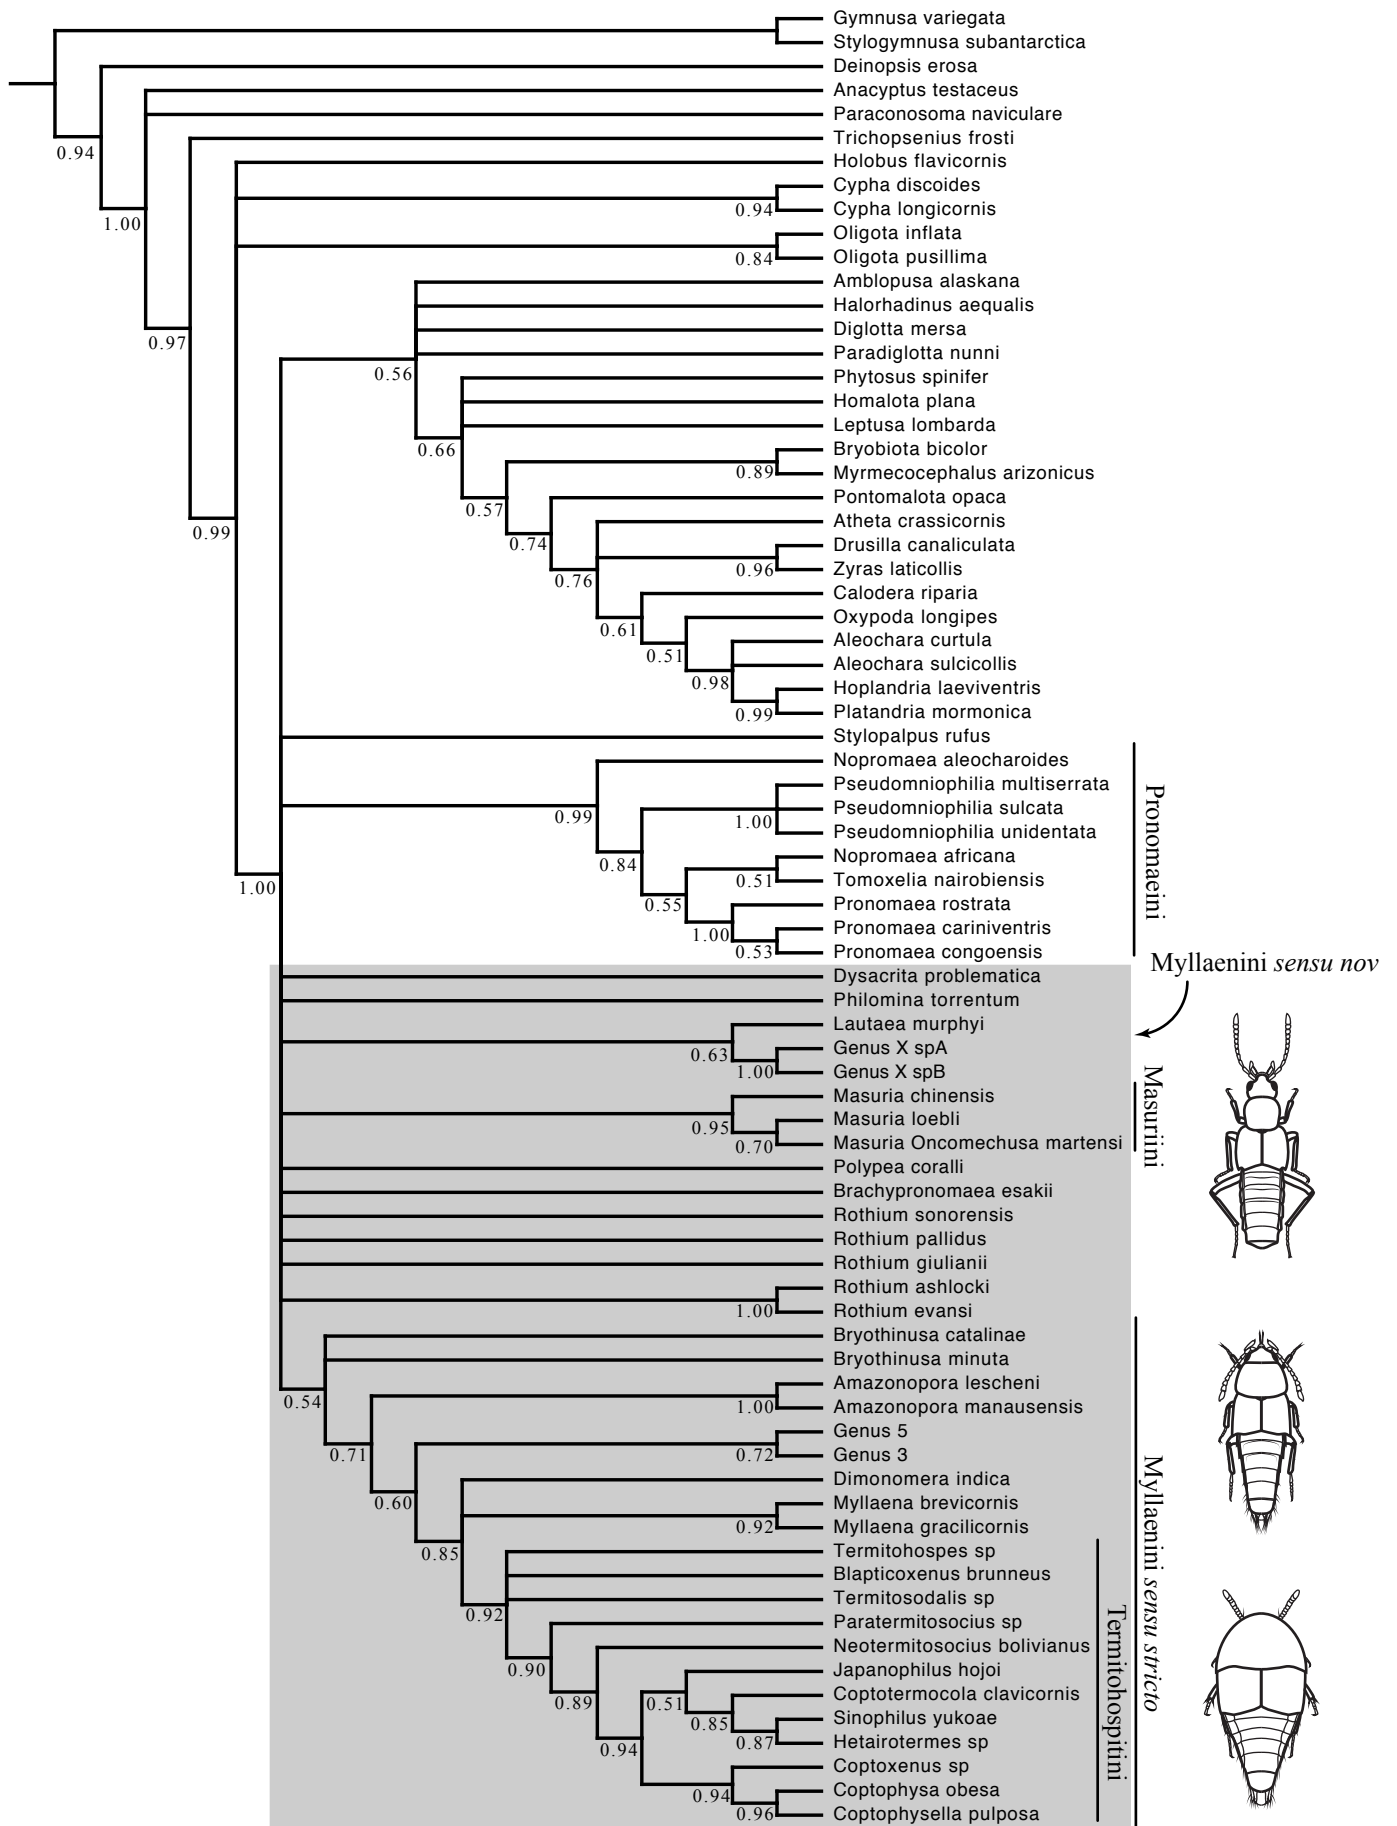 Gymnusa variegata
Stylogymnusa subantarctica
Deinopsis erosa
Anacyptus testaceus
Paraconosoma naviculare
0.94
Trichopsenius frosti
Holobus flavicornis
Cypha discoides
0.94
Cypha longicornis
1.00
Oligota inflata
0.84
Oligota pusillima
Amblopusa alaskana
Halorhadinus aequalis
Diglotta mersa
0.97
Paradiglotta nunni
0.56
Phytosus spinifer
Homalota plana
Leptusa lombarda
0.66
Bryobiota bicolor
0.89
Myrmecocephalus arizonicus
Pontomalota opaca
0.57
Atheta crassicornis
0.99
0.74
Drusilla canaliculata
0.96
Zyras laticollis
0.76
Calodera riparia
Oxypoda longipes
0.61
Aleochara curtula
0.51
Aleochara sulcicollis
0.98
Hoplandria laeviventris
0.99
Platandria mormonica
Stylopalpus rufus
Nopromaea aleocharoides
Pseudomniophilia multiserrata
Pseudomniophilia sulcata
0.99
1.00
Pseudomniophilia unidentata
Pronomaeini
Nopromaea africana
0.84
0.51
Tomoxelia nairobiensis
1.00
Pronomaea rostrata
0.55
Pronomaea cariniventris
1.00
0.53
Pronomaea congoensis
Myllaenini sensu nov
Dysacrita problematica
Philomina torrentum
Lautaea murphyi
0.63
Genus X spA
1.00
Genus X spB
Masuriini
Masuria chinensis
0.95
Masuria loebli
0.70
Masuria Oncomechusa martensi
Polypea coralli
Brachypronomaea esakii
Rothium sonorensis
Rothium pallidus
Rothium giulianii
Rothium ashlocki
1.00
Rothium evansi
Bryothinusa catalinae
Bryothinusa minuta
Amazonopora lescheni
0.54
1.00
Amazonopora manausensis
Genus 5
0.71
0.72
Genus 3
Dimonomera indica
0.60
Myllaena brevicornis
0.92
Myllaena gracilicornis
Myllaenini sensu stricto
0.85
Termitohospes sp
Blapticoxenus brunneus
Termitosodalis sp
0.92
Paratermitosocius sp
Neotermitosocius bolivianus
Termitohospitini
0.90
Japanophilus hojoi
0.89
0.51
Coptotermocola clavicornis
0.85
Sinophilus yukoae
0.87
Hetairotermes sp
0.94
Coptoxenus sp
0.94
Coptophysa obesa
0.96
Coptophysella pulposa